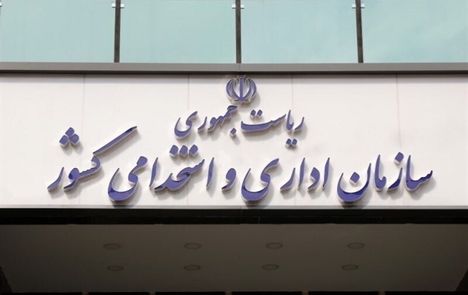 ریاست جمهوری
سازمان اداری و استخدامی کشور